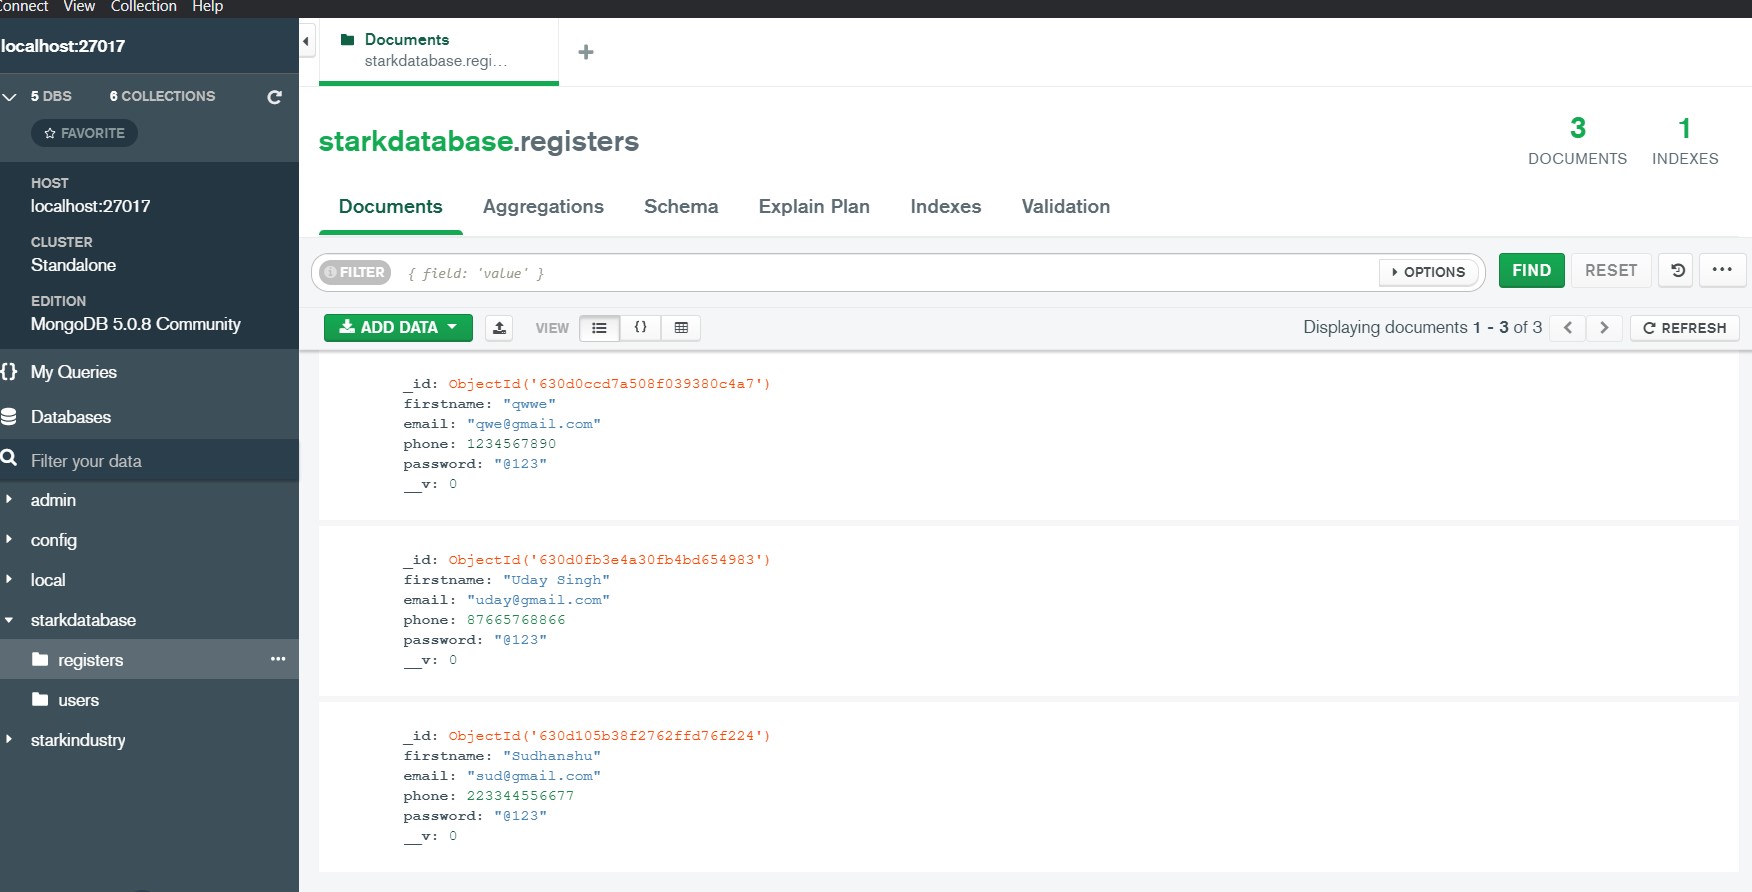 Connect View Collection Help
localhost:27017
5 DBS 6 COLLECTIONS
FAVORITE
HOST
localhost:27017
CLUSTER
Standalone
EDITION
MongoDB 5.0.8 Community
{} My Queries
Databases
Filter your data
admin
config
local
starkdatabase
registers ...
users
starkindustry
Documents
starkdatabase.regi...
+
starkdatabase.registers
3
DOCUMENTS
1
INDEXES
Documents Aggregations Schema Explain Plan Indexes Validation
FILTER { field: 'value' } OPTIONS FIND RESET ...
ADD DATA VIEW {} Displaying documents 1 - 3 of 3 < > REFRESH
_id: ObjectId('630d0ccd7a508f039380c4a7')
firstname: "qwwe"
email: "qwe@gmail.com"
phone: 1234567890
password: "@123"
__v: 0
_id: ObjectId('630d0fb3e4a30fb4bd654983')
firstname: "Uday Singh"
email: "uday@gmail.com"
phone: 87665768866
password: "@123"
__v: 0
_id: ObjectId('630d105b38f2762ffd76f224')
firstname: "Sudhanshu"
email: "sud@gmail.com"
phone: 223344556677
password: "@123"
__v: 0